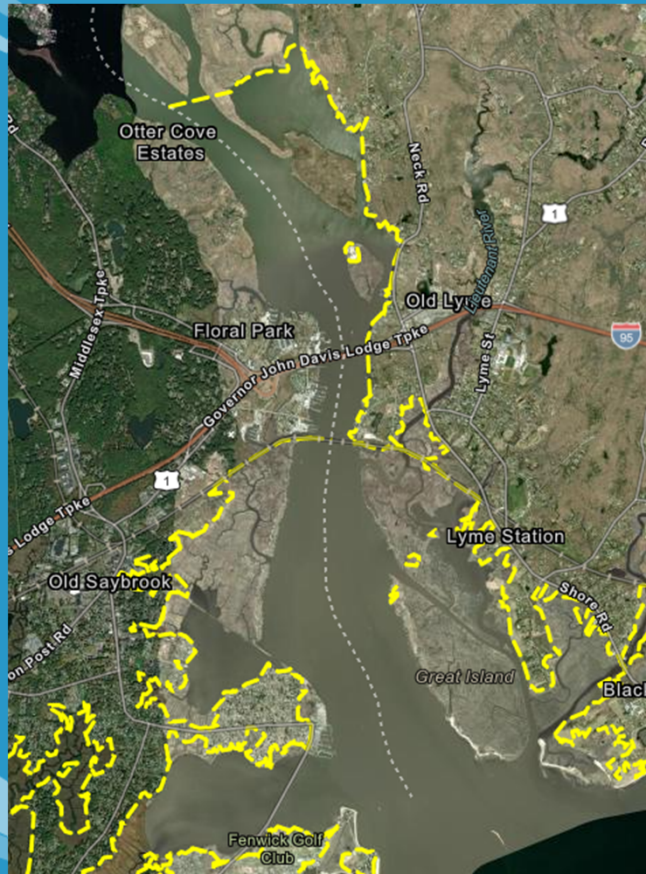 Otter Cove
Estates
Neck Rd
1
Lieutenant River
Middlesex Tpke
Floral Park
Old Lyme
Governor John Davis Lodge Tpke
Lyme St
95
1
s Lodge Tpke
Lyme Station
Old Saybrook
Shore Rd
on Post Rd
Great Island
Blac
Fenwick Golf
Club